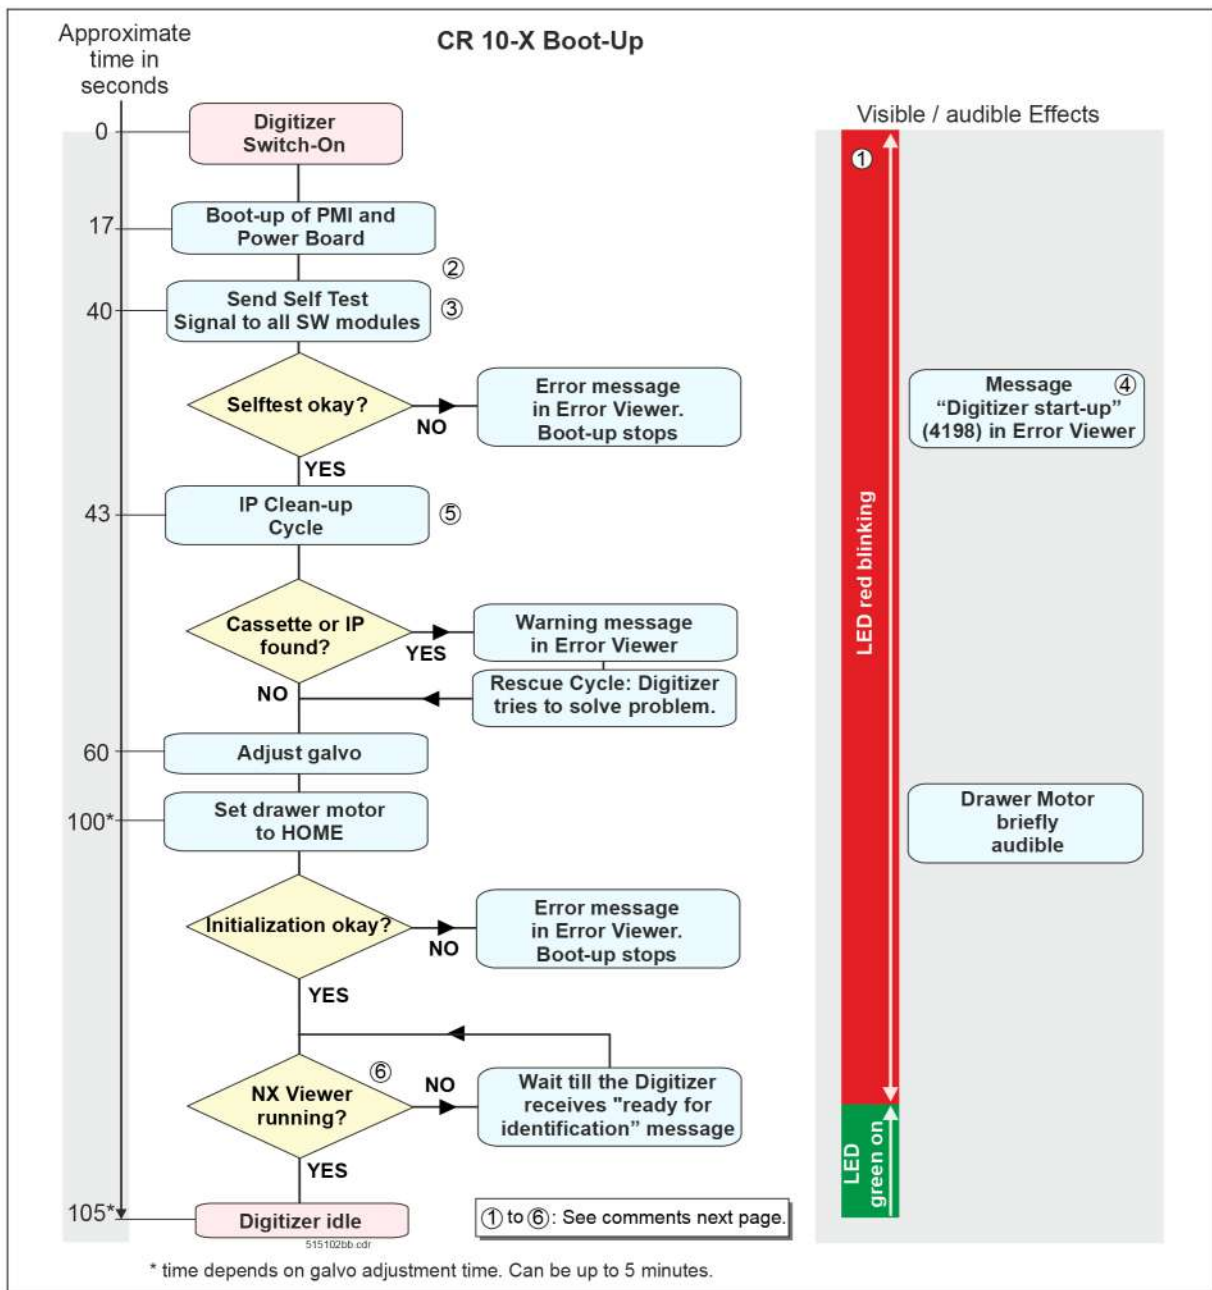 Approximate
time in
seconds
CR 10-X Boot-Up
Visible / audible Effects
0
Digitizer
Switch-On
①
17
Boot-up of PMI and
Power Board
②
40
Send Self Test
Signal to all SW modules
③
Selftest okay?
NO
Error message
in Error Viewer.
Boot-up stops
Message ④
“Digitizer start-up”
(4198) in Error Viewer
YES
43
IP Clean-up
Cycle
⑤
LED red blinking
Cassette or IP
found?
YES
Warning message
in Error Viewer
NO
Rescue Cycle: Digitizer
tries to solve problem.
60
Adjust galvo
100*
Set drawer motor
to HOME
Drawer Motor
briefly
audible
Initialization okay?
NO
Error message
in Error Viewer.
Boot-up stops
YES
⑥
NX Viewer
running?
NO
Wait till the Digitizer
receives "ready for
identification” message
LED
green on
YES
105*
Digitizer idle
① to ⑥: See comments next page.
515102bb.cdr
* time depends on galvo adjustment time. Can be up to 5 minutes.